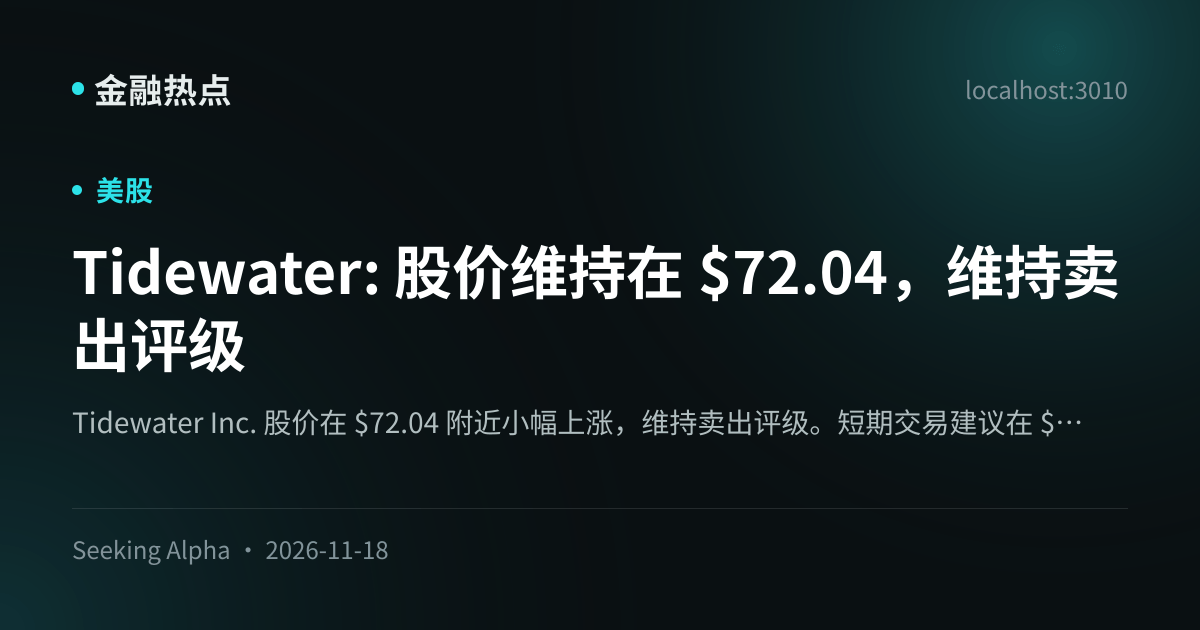 金融热点
localhost:3010
美股
Tidewater: 股价维持在 $72.04，维持卖
出评级
Tidewater Inc. 股价在 $72.04 附近小幅上涨，维持卖出评级。短期交易建议在 $…
Seeking Alpha · 2026-11-18